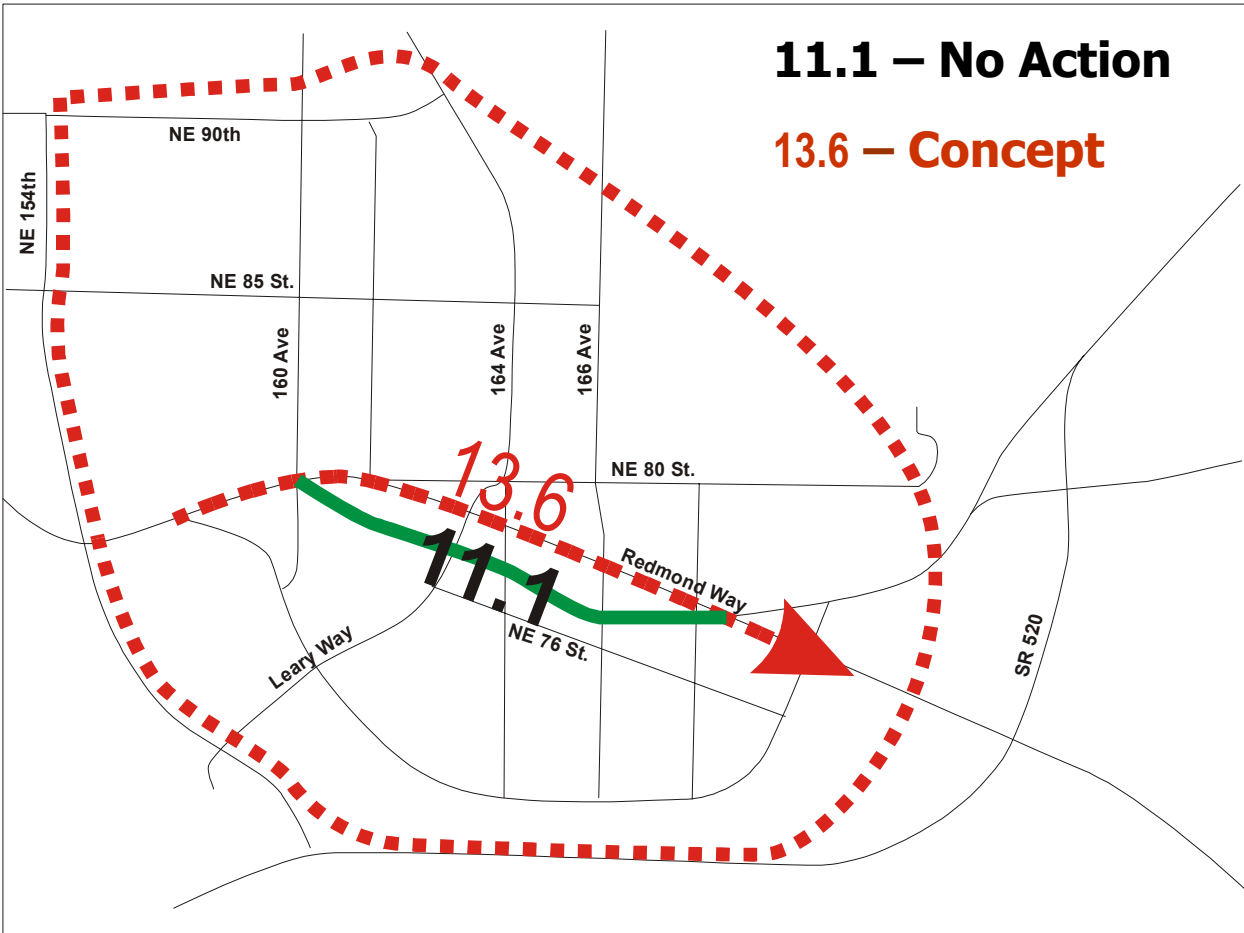 11.1 – No Action
13.6 – Concept
NE 90th
NE 154th
NE 85 St.
160 Ave
164 Ave
166 Ave
NE 80 St.
13.6
11.1
Redmond Way
NE 76 St.
Leary Way
SR 520